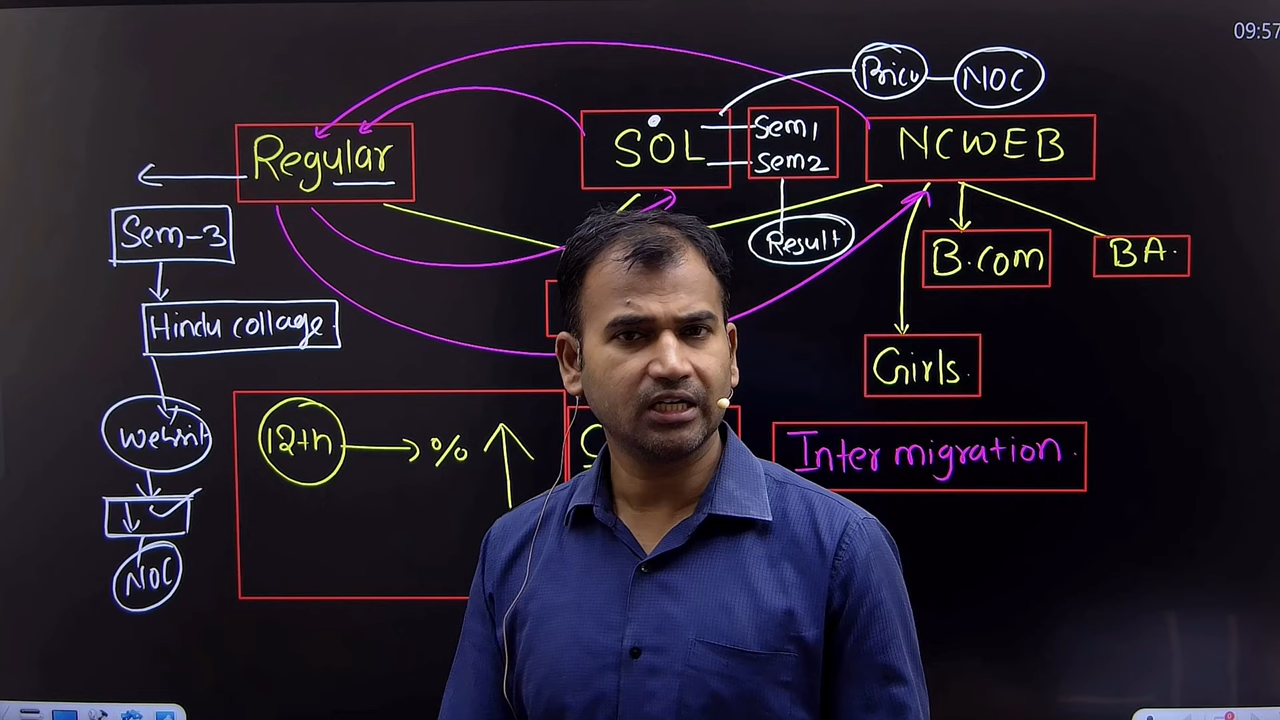 09:57
Pricu
NOC
Regular
SOL
Sem1
Sem2
NCWEB
Sem-3
Result
B.com
BA.
Hindu collage
Girls.
12th
%
Inter migration
NOC